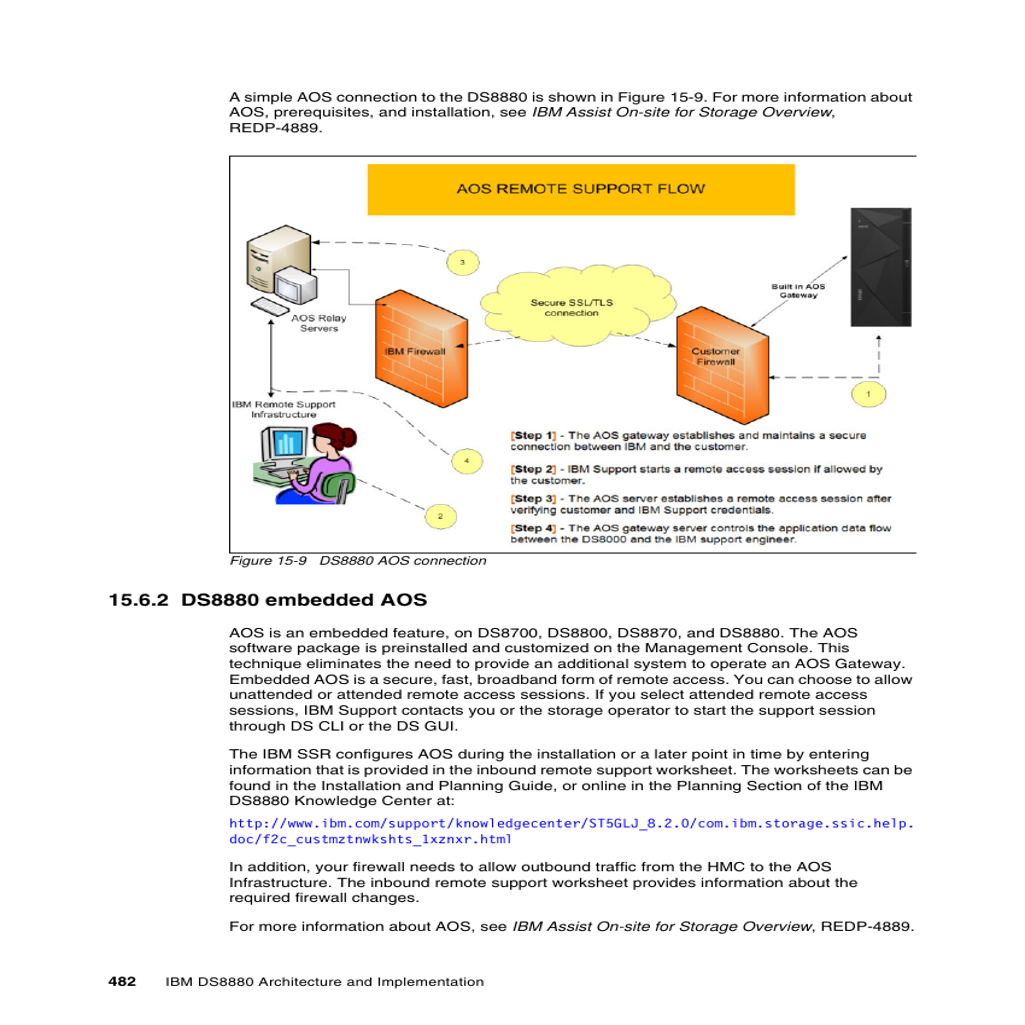 A simple AOS connection to the DS8880 is shown in Figure 15-9. For more information about
AOS, prerequisites, and installation, see IBM Assist On-site for Storage Overview,
REDP-4889.
AOS REMOTE SUPPORT FLOW
3
Secure SSL/TLS
connection
Built in AOS
Gateway
AOS Relay
Servers
IBM Firewall
Customer
Firewall
1
IBM Remote Support
Infrastructure
4
2
[Step 1] - The AOS gateway establishes and maintains a secure
connection between IBM and the customer.
[Step 2] - IBM Support starts a remote access session if allowed by
the customer.
[Step 3] - The AOS server establishes a remote access session after
verifying customer and IBM Support credentials.
[Step 4] - The AOS gateway server controls the application data flow
between the DS8000 and the IBM support engineer.
Figure 15-9 DS8880 AOS connection
15.6.2 DS8880 embedded AOS
AOS is an embedded feature, on DS8700, DS8800, DS8870, and DS8880. The AOS
software package is preinstalled and customized on the Management Console. This
technique eliminates the need to provide an additional system to operate an AOS Gateway.
Embedded AOS is a secure, fast, broadband form of remote access. You can choose to allow
unattended or attended remote access sessions. If you select attended remote access
sessions, IBM Support contacts you or the storage operator to start the support session
through DS CLI or the DS GUI.
The IBM SSR configures AOS during the installation or a later point in time by entering
information that is provided in the inbound remote support worksheet. The worksheets can be
found in the Installation and Planning Guide, or online in the Planning Section of the IBM
DS8880 Knowledge Center at:
http://www.ibm.com/support/knowledgecenter/ST5GLJ_8.2.0/com.ibm.storage.ssic.help.
doc/f2c_custmztnwkshts_1xznxr.html
In addition, your firewall needs to allow outbound traffic from the HMC to the AOS
Infrastructure. The inbound remote support worksheet provides information about the
required firewall changes.
For more information about AOS, see IBM Assist On-site for Storage Overview, REDP-4889.
482 IBM DS8880 Architecture and Implementation